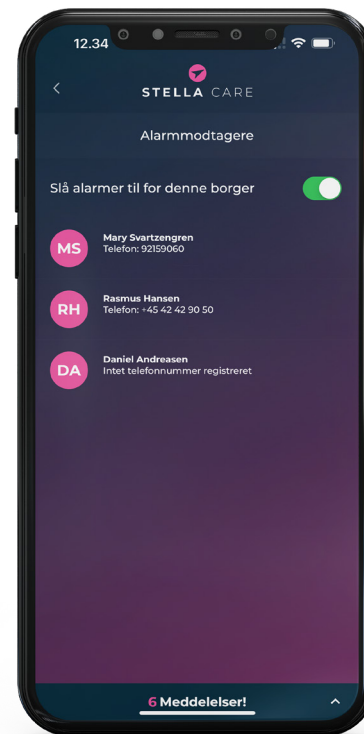 12.34
STELLA CARE
Alarmmodtagere
Slå alarmer til for denne borger
MS
Mary Svartzengren
Telefon: 92159060
RH
Rasmus Hansen
Telefon: +45 42 42 90 50
DA
Daniel Andreasen
Intet telefonnummer registreret
6 Meddelelser!